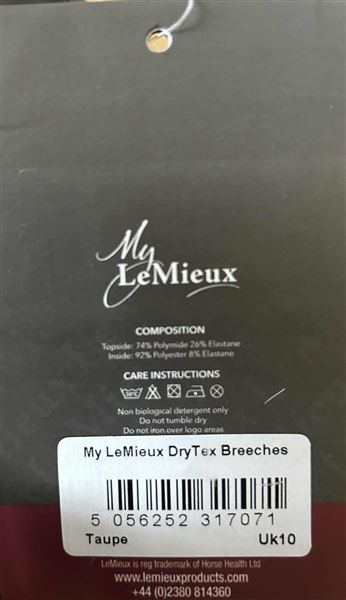 My
LeMieux
COMPOSITION
Topside: 74% Polymide 26% Elastane
Inside: 92% Polyester 8% Elastane
CARE INSTRUCTIONS
Non biological detergent only
Do not tumble dry
Do not iron over logo areas
My LeMieux DryTex Breeches
5 056252 317071
Taupe Uk10
LeMieux is reg trademark of Horse Health Ltd
www.lemieuxproducts.com
+44 (0)2380 814360